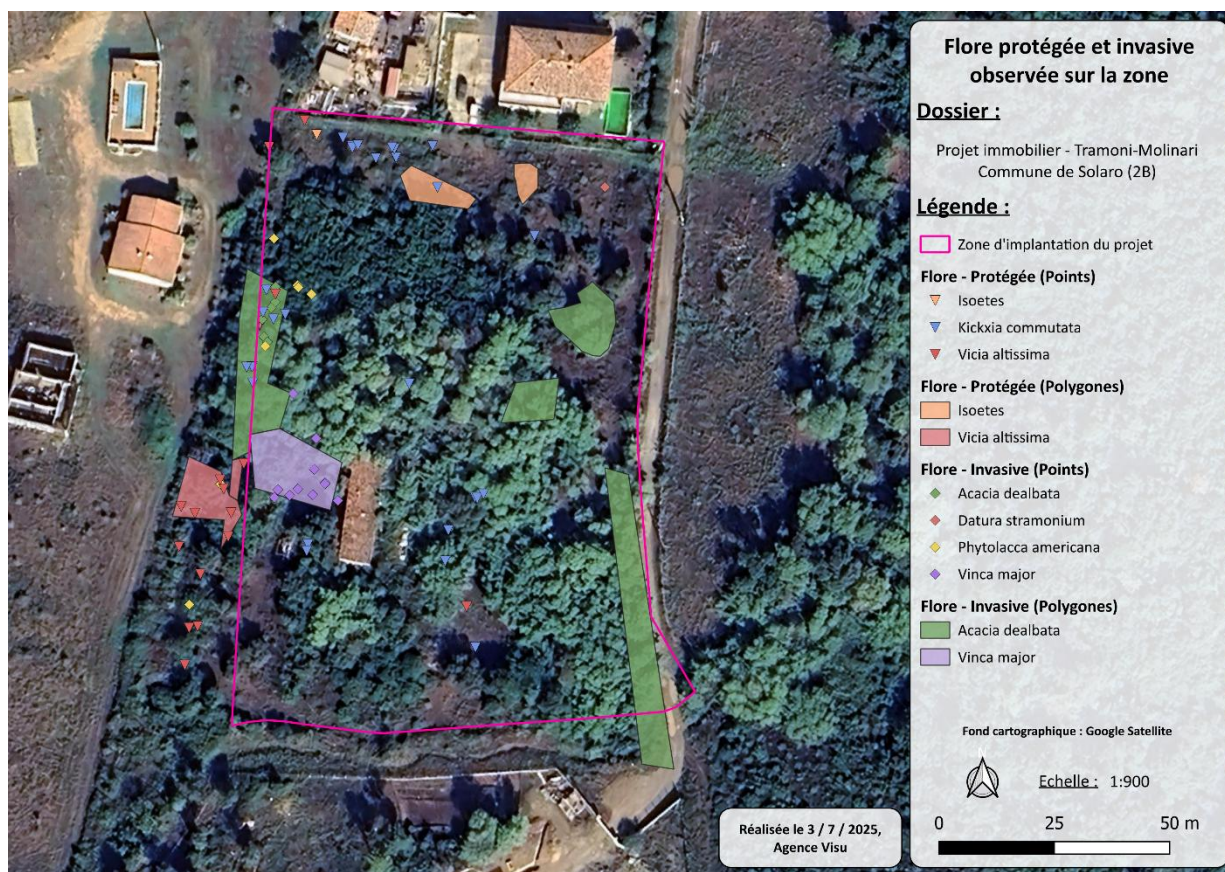 Flore protégée et invasive
observée sur la zone
Dossier :
Projet immobilier - Tramoni-Molinari
Commune de Solaro (2B)
Légende :
Zone d'implantation du projet
Flore - Protégée (Points)
Isoetes
Kickxia commutata
Vicia altissima
Flore - Protégée (Polygones)
Isoetes
Vicia altissima
Flore - Invasive (Points)
Acacia dealbata
Datura stramonium
Phytolacca americana
Vinca major
Flore - Invasive (Polygones)
Acacia dealbata
Vinca major
Fond cartographique : Google Satellite
Echelle : 1:900
0 25 50 m
Réalisée le 3 / 7 / 2025,
Agence Visu